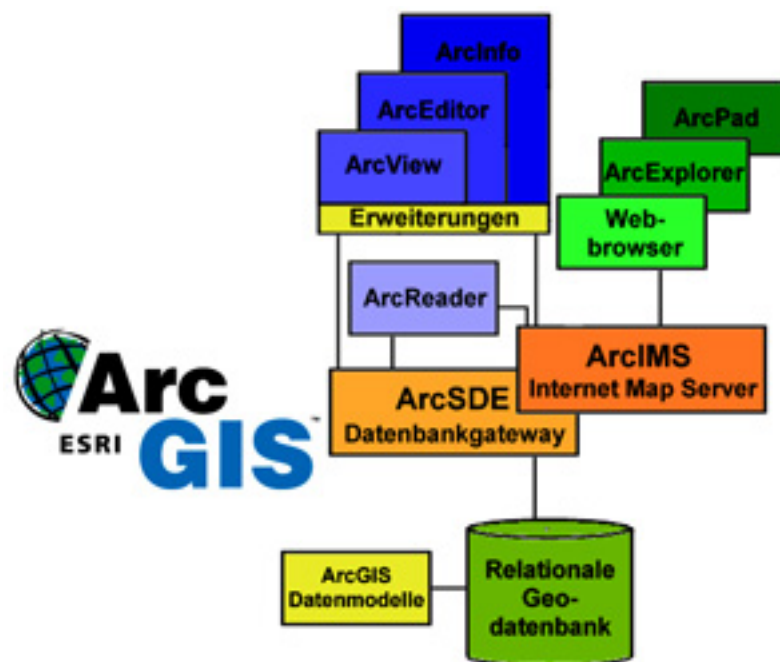 ArcInfo
ArcEditor
ArcView
Erweiterungen
ArcPad
ArcExplorer
Web-
browser
ArcReader
ArcIMS
Internet Map Server
ArcSDE
Datenbankgateway
Arc
ESRI
GIS™
ArcGIS
Datenmodelle
Relationale
Geo-
datenbank